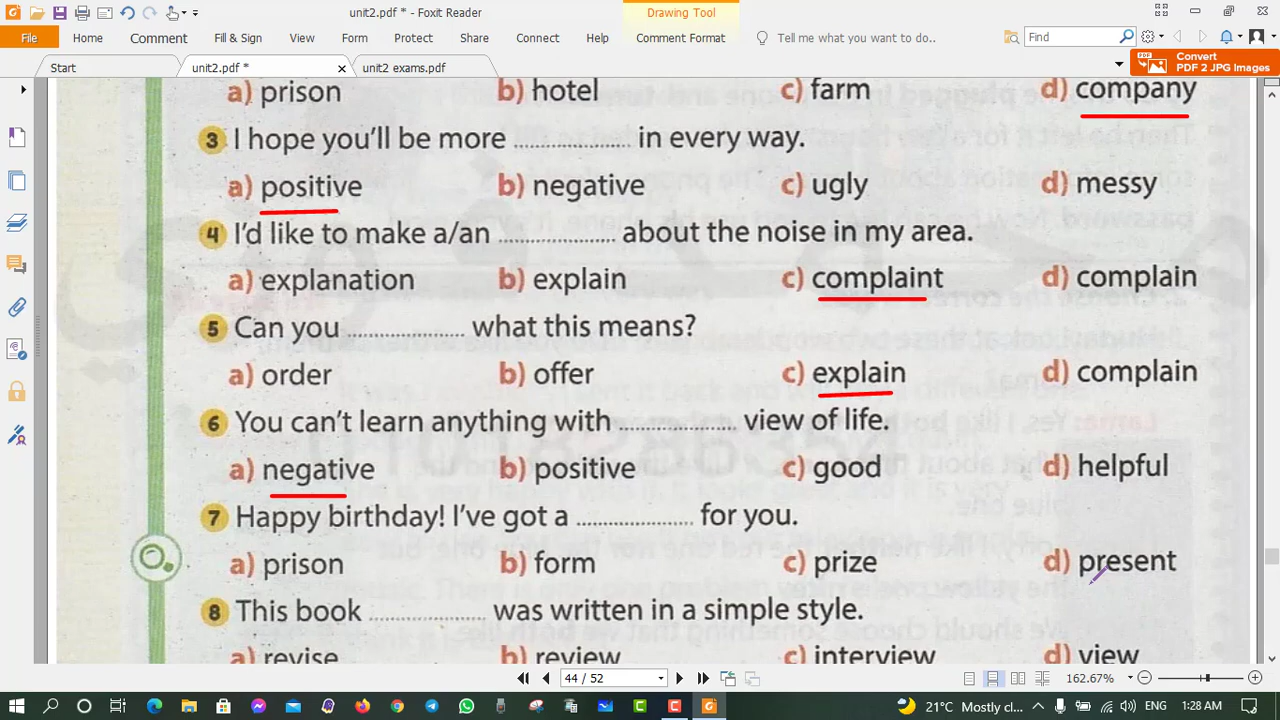 unit2.pdf * - Foxit Reader
Drawing Tool
File Home Comment Fill & Sign View Form Protect Share Connect Help Comment Format Tell me what you want to do.. Find
Start unit2.pdf * unit2 exams.pdf
Convert
PDF 2 JPG Images
a) prison b) hotel c) farm d) company
3 I hope you'll be more .................... in every way.
a) positive b) negative c) ugly d) messy
4 I'd like to make a/an .................... about the noise in my area.
a) explanation b) explain c) complaint d) complain
5 Can you .................... what this means?
a) order b) offer c) explain d) complain
6 You can't learn anything with .................... view of life.
a) negative b) positive c) good d) helpful
7 Happy birthday! I've got a .................... for you.
a) prison b) form c) prize d) present
8 This book .................... was written in a simple style.
a) revise b) review c) interview d) view
44 / 52
162.67%
21°C Mostly cl... ENG 1:28 AM